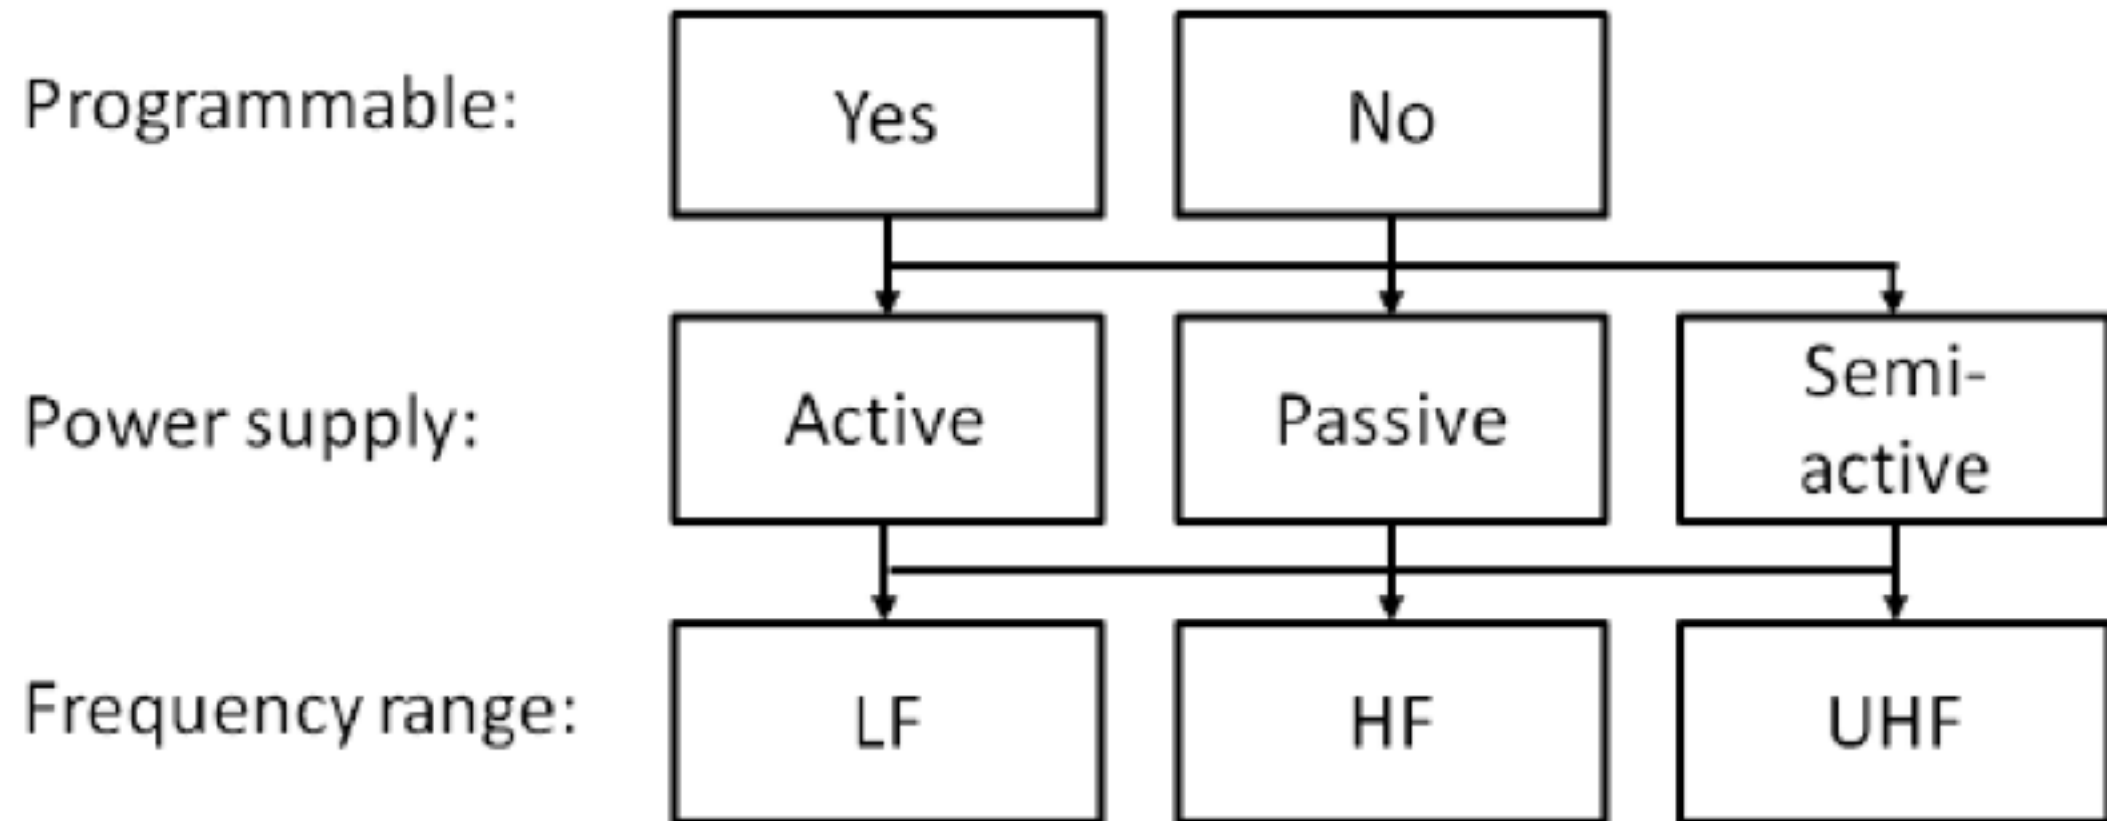 Programmable:
Yes
No
Power supply:
Active
Passive
Semi-
active
Frequency range:
LF
HF
UHF